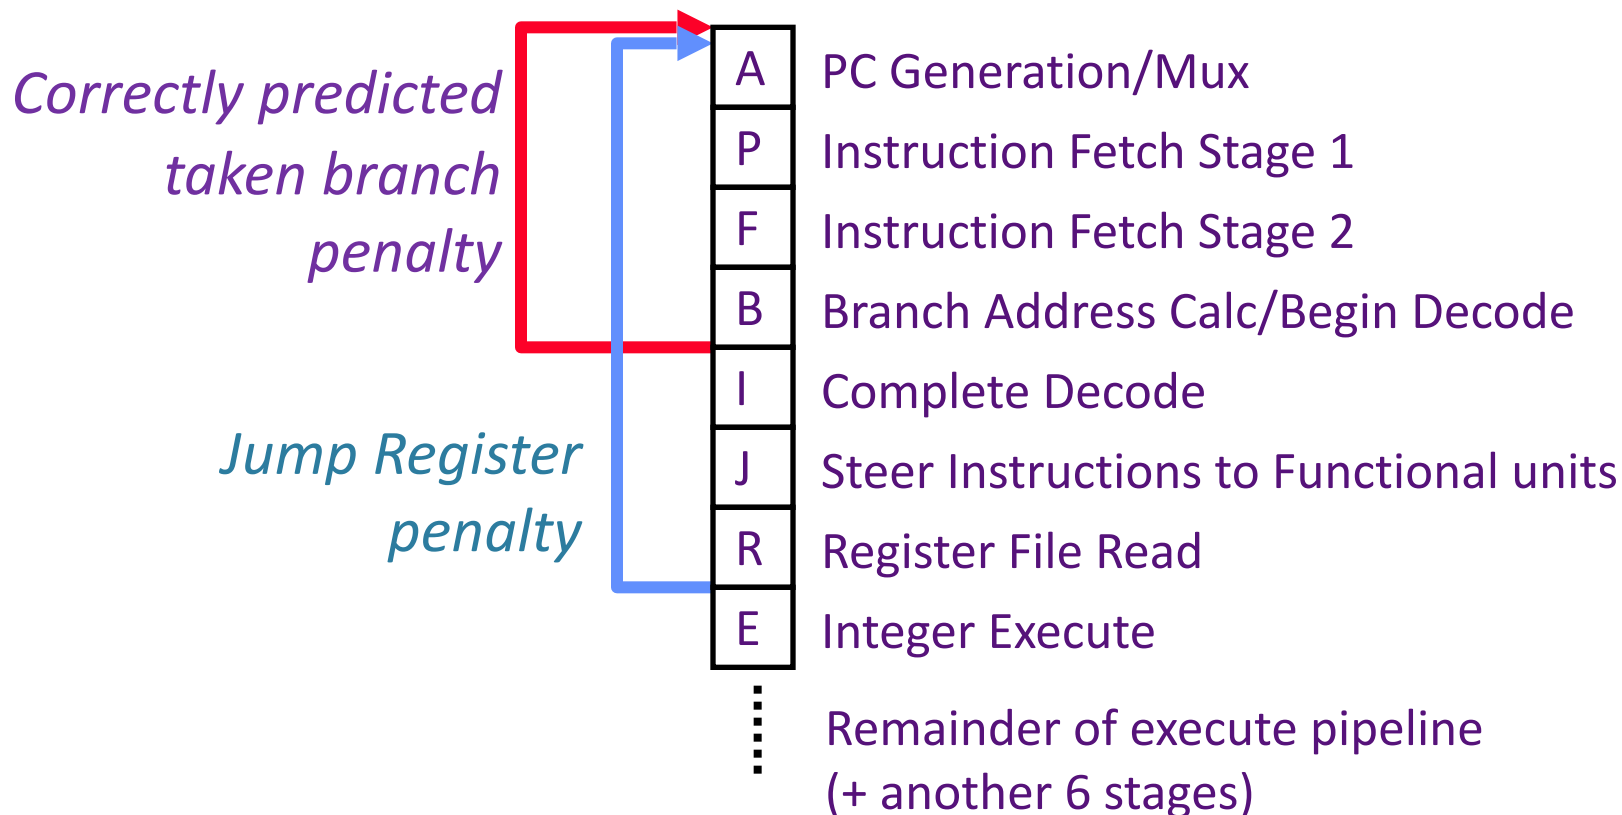 Correctly predicted
taken branch
penalty
Jump Register
penalty
A PC Generation/Mux
P Instruction Fetch Stage 1
F Instruction Fetch Stage 2
B Branch Address Calc/Begin Decode
I Complete Decode
J Steer Instructions to Functional units
R Register File Read
E Integer Execute
Remainder of execute pipeline
(+ another 6 stages)